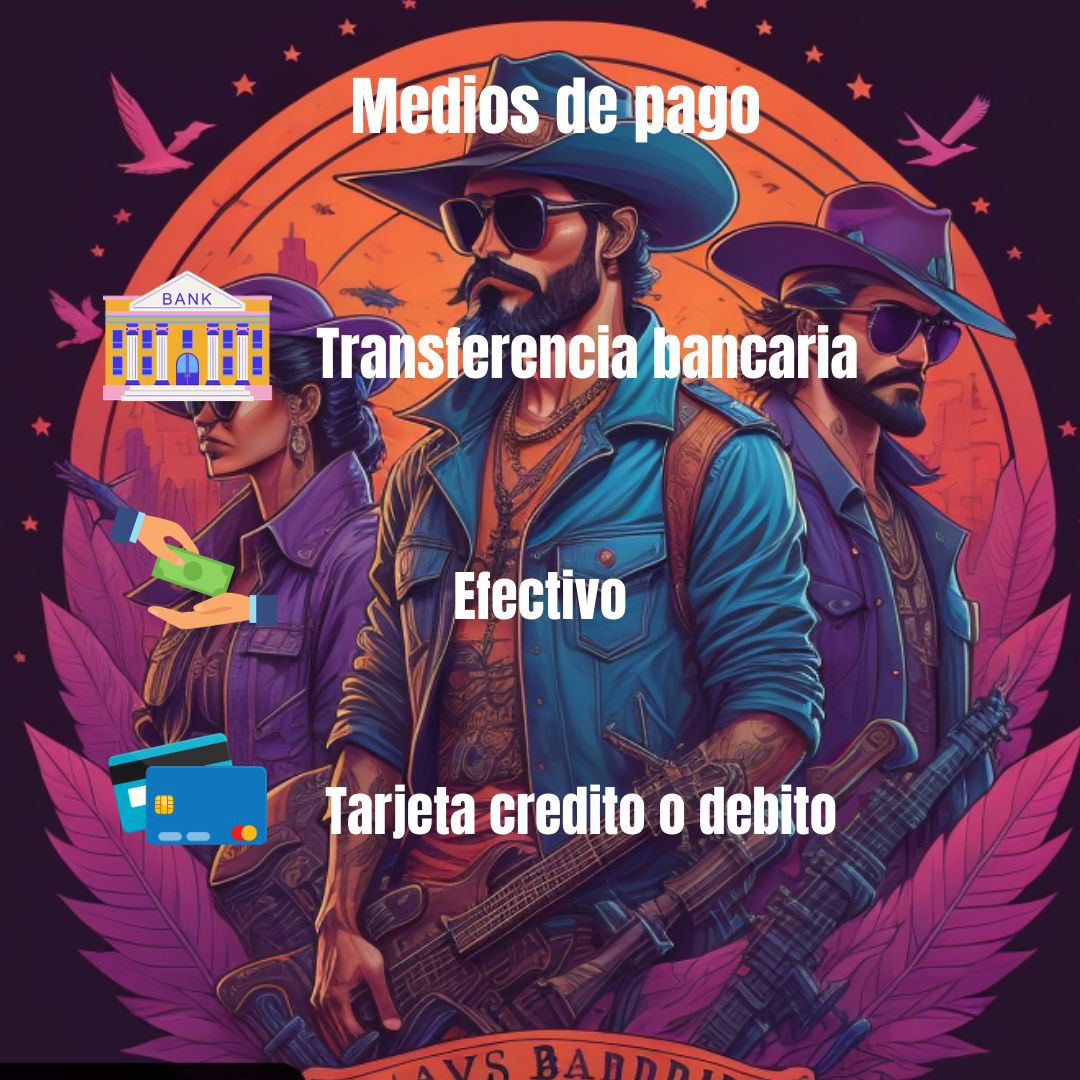 Medios de pago
BANK
Transferencia bancaria
Efectivo
Tarjeta credito o debito